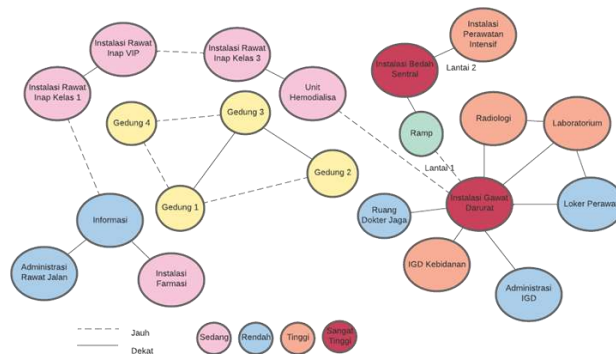 Instalasi Rawat
Inap VIP
Instalasi Rawat
Inap Kelas 3
Instalasi
Perawatan
Intensif
Instalasi Bedah
Sentral
Lantai 2
Instalasi Rawat
Inap Kelas 1
Unit
Hemodialisa
Gedung 4
Gedung 3
Ramp
Radiologi
Laboratorium
Lantai 1
Gedung 2
Gedung 1
Instalasi Gawat
Darurat
Loker Perawat
Informasi
Ruang
Dokter Jaga
Administrasi
Rawat Jalan
Instalasi
Farmasi
IGD Kebidanan
Administrasi
IGD
Jauh
Dekat
Sedang
Rendah
Tinggi
Sangat
Tinggi